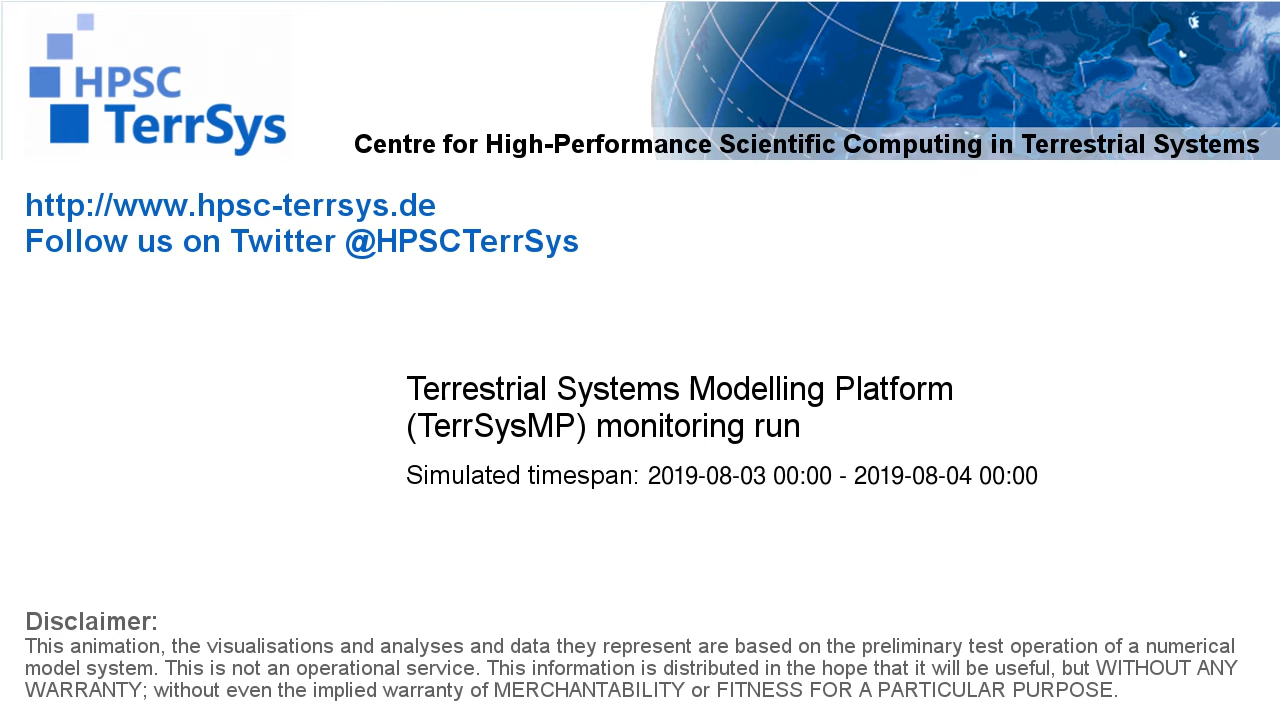 HPSC
TerrSys
Centre for High-Performance Scientific Computing in Terrestrial Systems
http://www.hpsc-terrsys.de
Follow us on Twitter @HPSCTerrSys
Terrestrial Systems Modelling Platform
(TerrSysMP) monitoring run
Simulated timespan: 2019-08-03 00:00 - 2019-08-04 00:00
Disclaimer:
This animation, the visualisations and analyses and data they represent are based on the preliminary test operation of a numerical
model system. This is not an operational service. This information is distributed in the hope that it will be useful, but WITHOUT ANY
WARRANTY; without even the implied warranty of MERCHANTABILITY or FITNESS FOR A PARTICULAR PURPOSE.